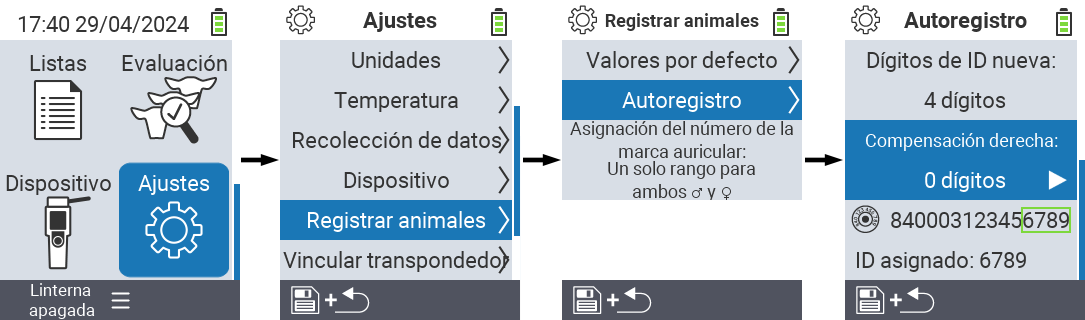 17:40 29/04/2024
Listas
Evaluación
Dispositivo
Ajustes
Linterna
apagada
Ajustes
Unidades
Temperatura
Recolección de datos
Dispositivo
Registrar animales
Vincular transpondedor
+
Registrar animales
Valores por defecto
Autoregistro
Asignación del número de la
marca auricular:
Un solo rango para
ambos ♂ y ♀
+
Autoregistro
Dígitos de ID nueva:
4 dígitos
Compensación derecha:
0 dígitos
840003123456789
ID asignado: 6789
+